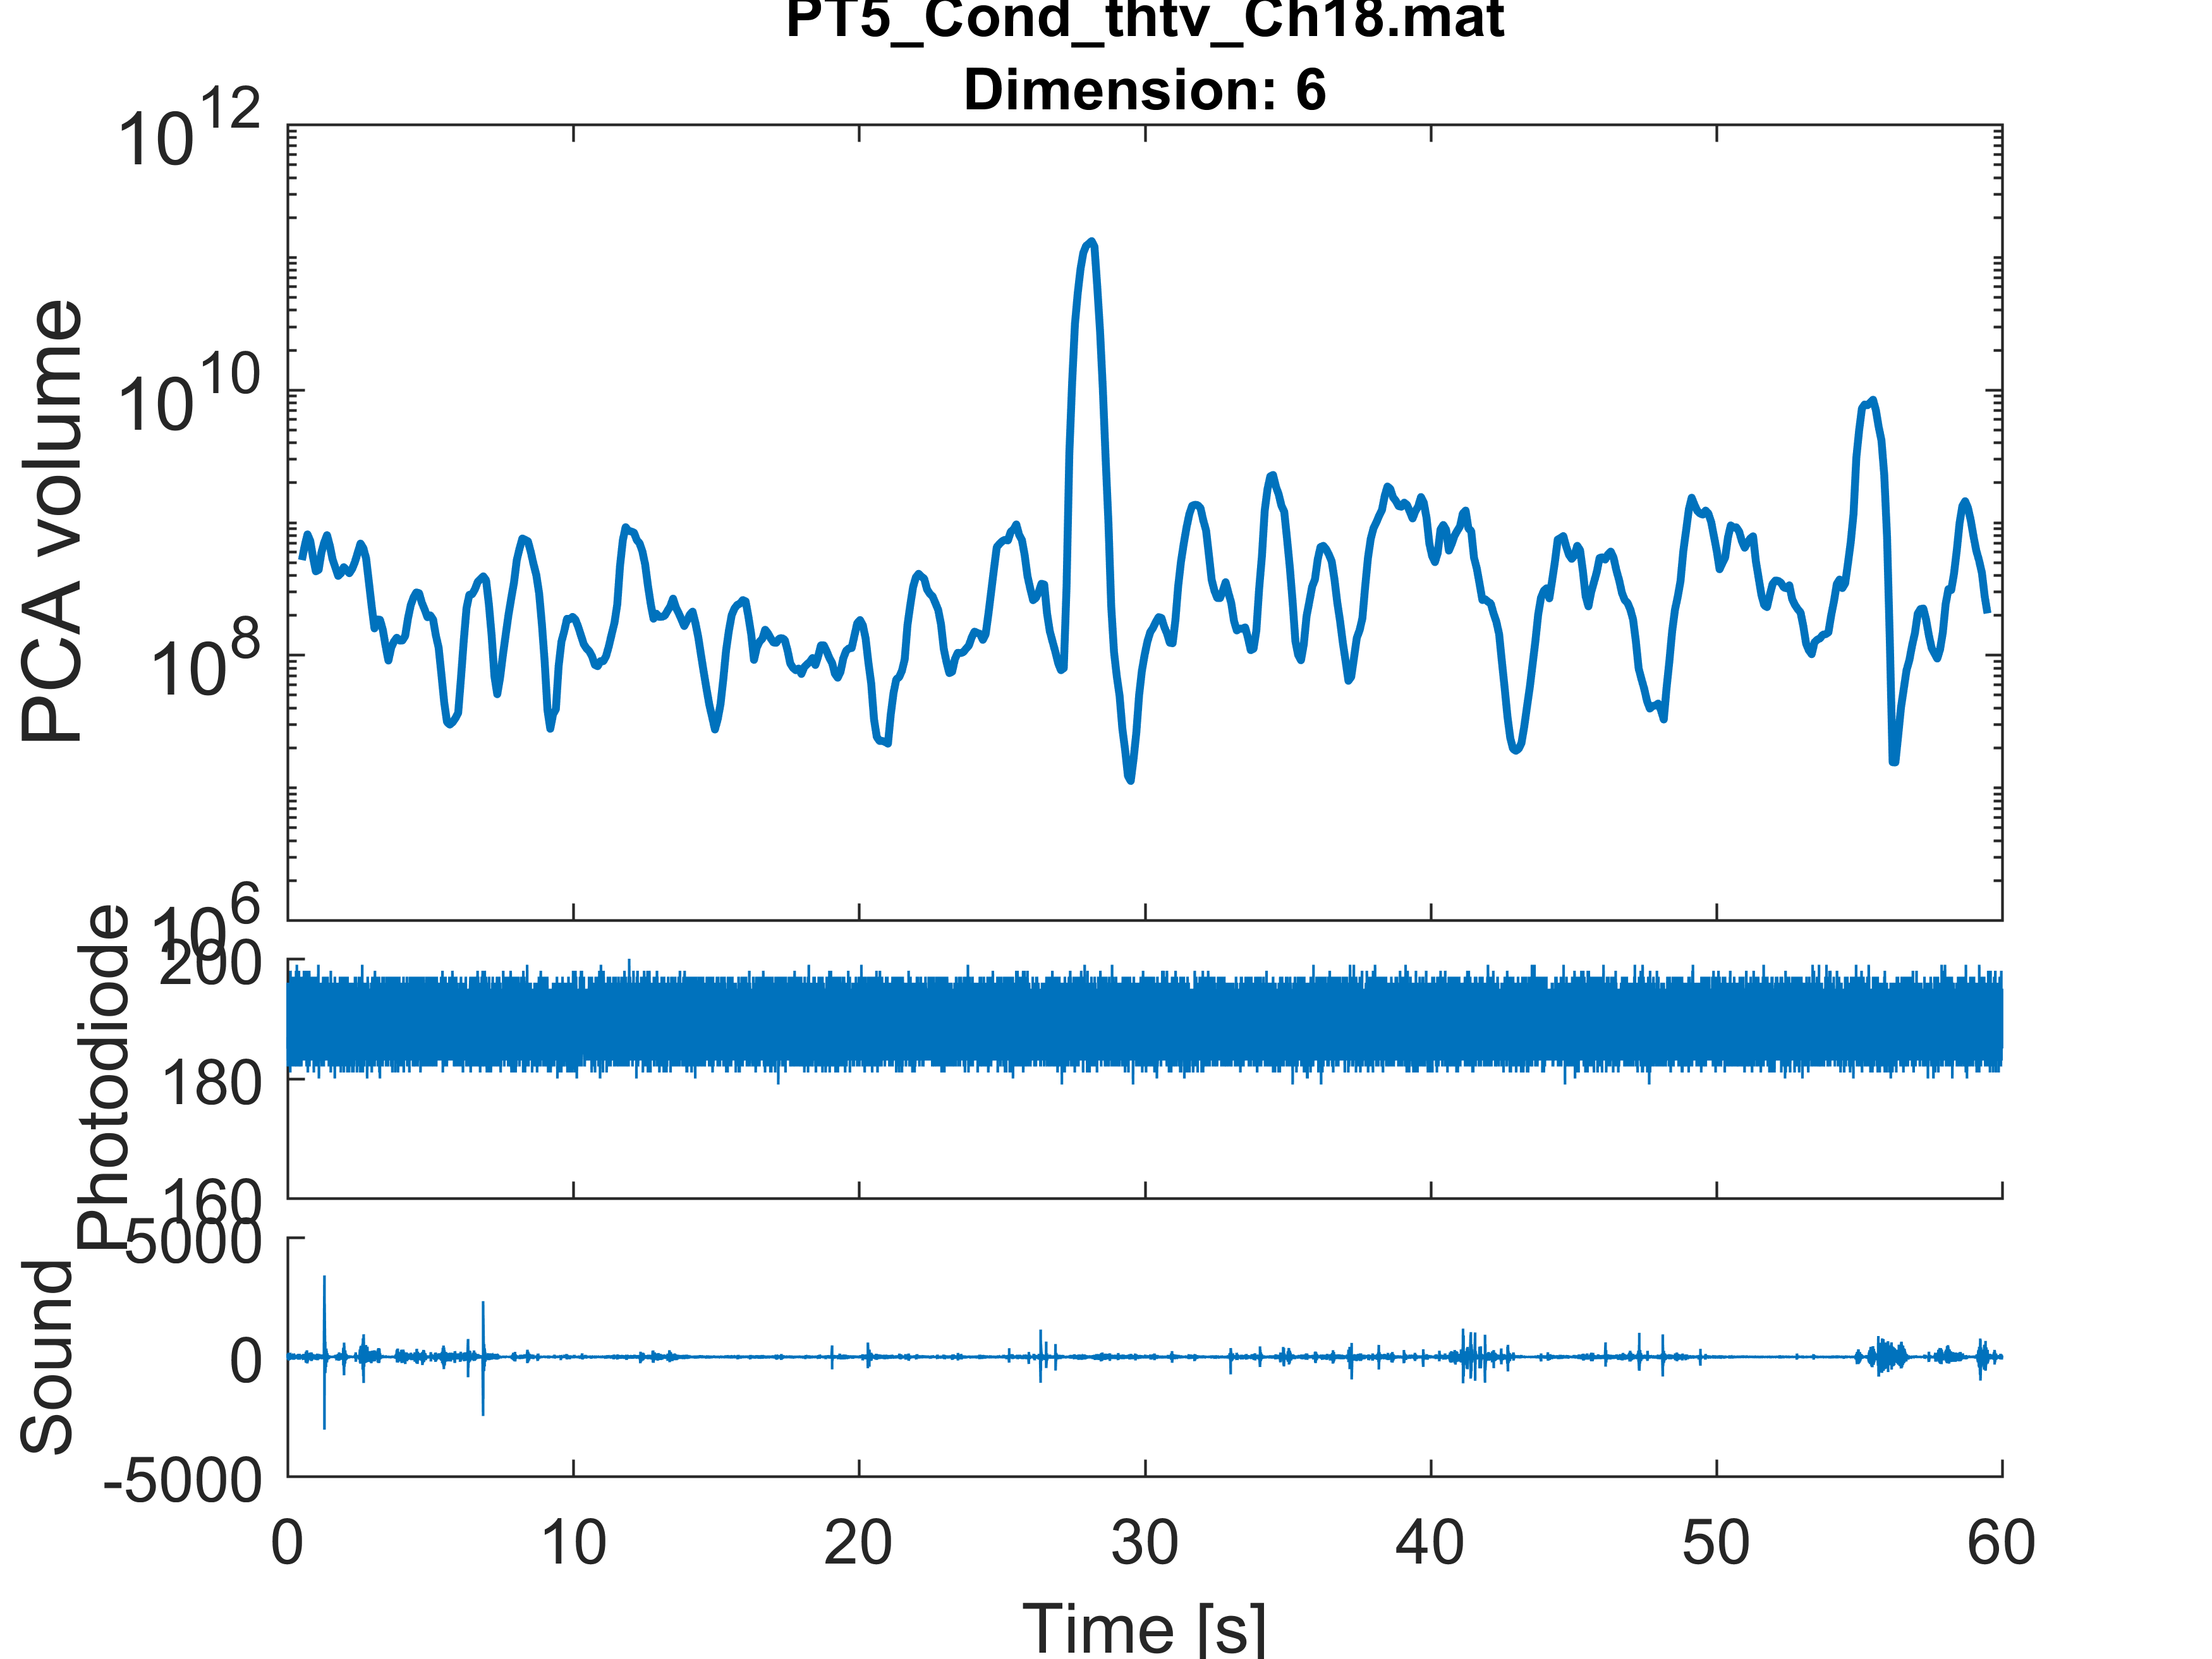 PT5_Cond_thtv_Ch18.mat
Dimension: 6
PCA volume
10^12
10^10
10^8
10^6
Photodiode
200
180
160
Sound
5000
0
-5000
0 10 20 30 40 50 60
Time [s]